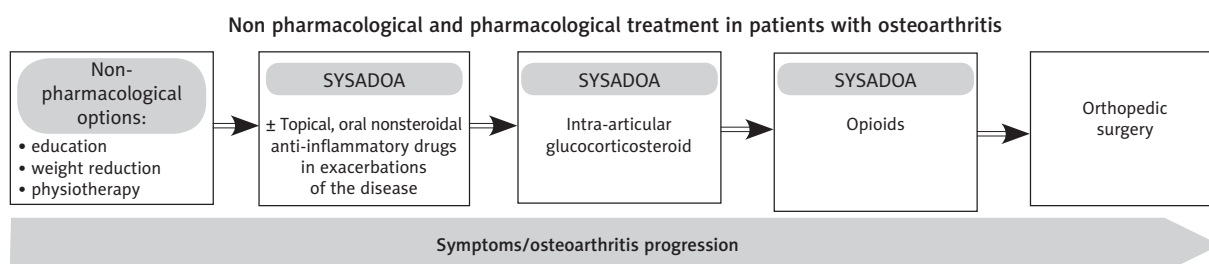 Non pharmacological and pharmacological treatment in patients with osteoarthritis
Non-
pharmacological
options:
• education
• weight reduction
• physiotherapy
SYSADOA
± Topical, oral nonsteroidal
anti-inflammatory drugs
in exacerbations
of the disease
SYSADOA
Intra-articular
glucocorticosteroid
SYSADOA
Opioids
Orthopedic
surgery
Symptoms/osteoarthritis progression